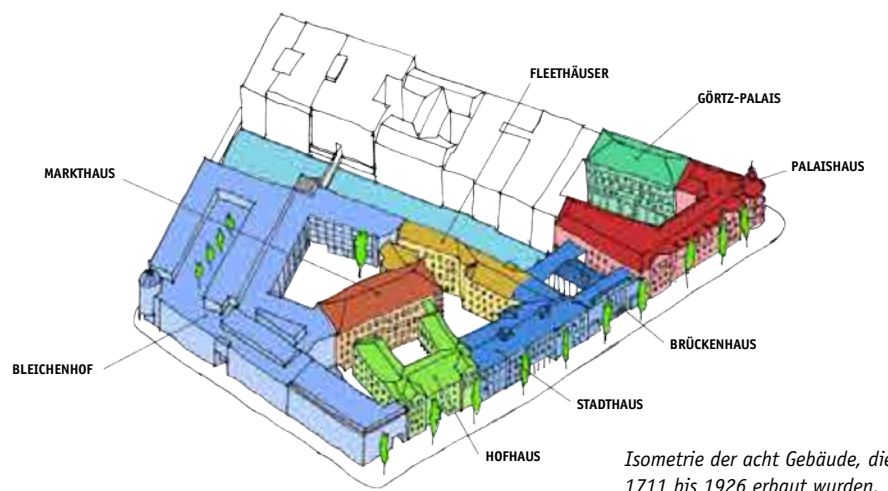 FLEETHÄUSER
GÖRTZ-PALAIS
MARKTHAUS
PALAISHAUS
BRÜCKENHAUS
BLEICHENHOF
STADTHAUS
HOFHAUS
Isometrie der acht Gebäude, die
1711 bis 1926 erbaut wurden.